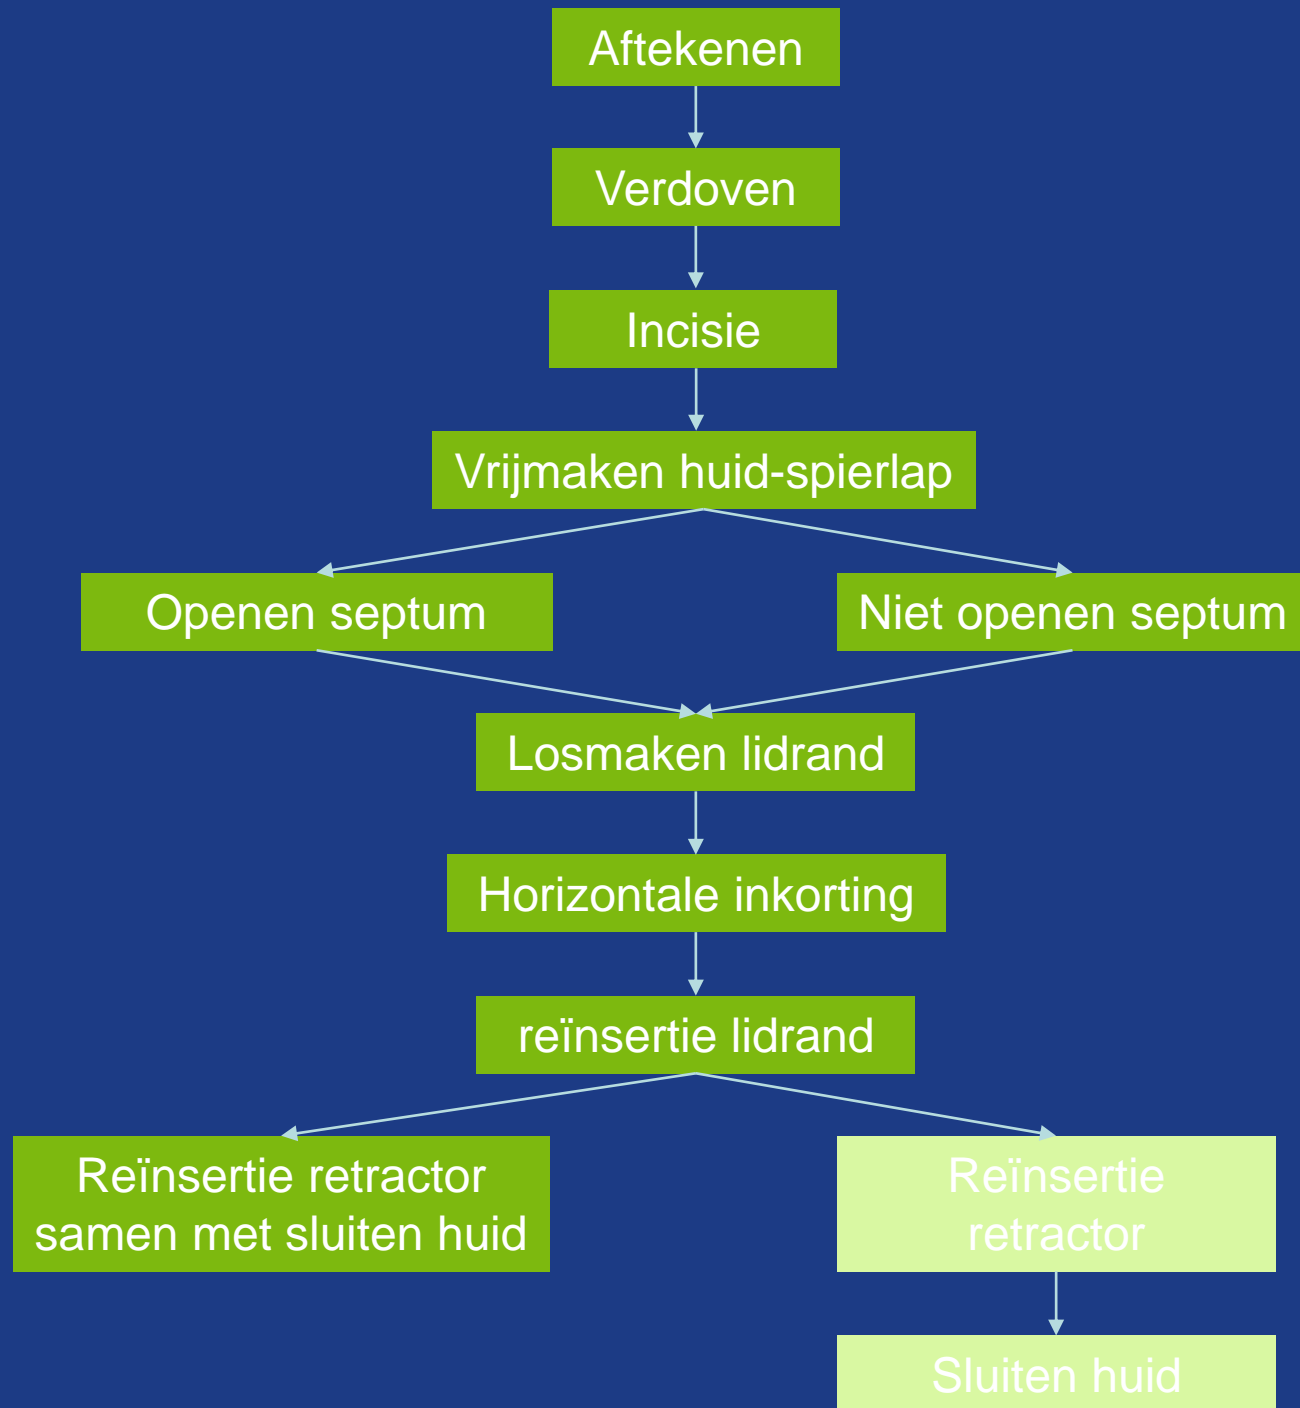 Aftekenen
Verdoven
Incisie
Vrijmaken huid-spierlap
Openen septum
Niet openen septum
Losmaken lidrand
Horizontale inkorting
reïnsertie lidrand
Reïnsertie retractor
samen met sluiten huid
Reïnsertie
retractor
Sluiten huid